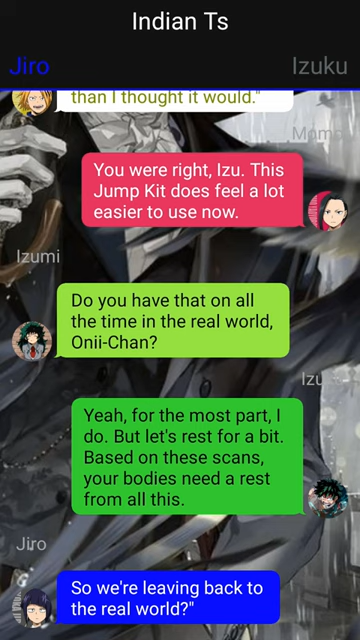 Indian Ts
Jiro
Izuku
than I thought it would."
Momo
You were right, Izu. This
Jump Kit does feel a lot
easier to use now.
Izumi
Do you have that on all
the time in the real world,
Onii-Chan?
Yeah, for the most part, I
do. But let's rest for a bit.
Based on these scans,
your bodies need a rest
from all this.
Jiro
So we're leaving back to
the real world?"